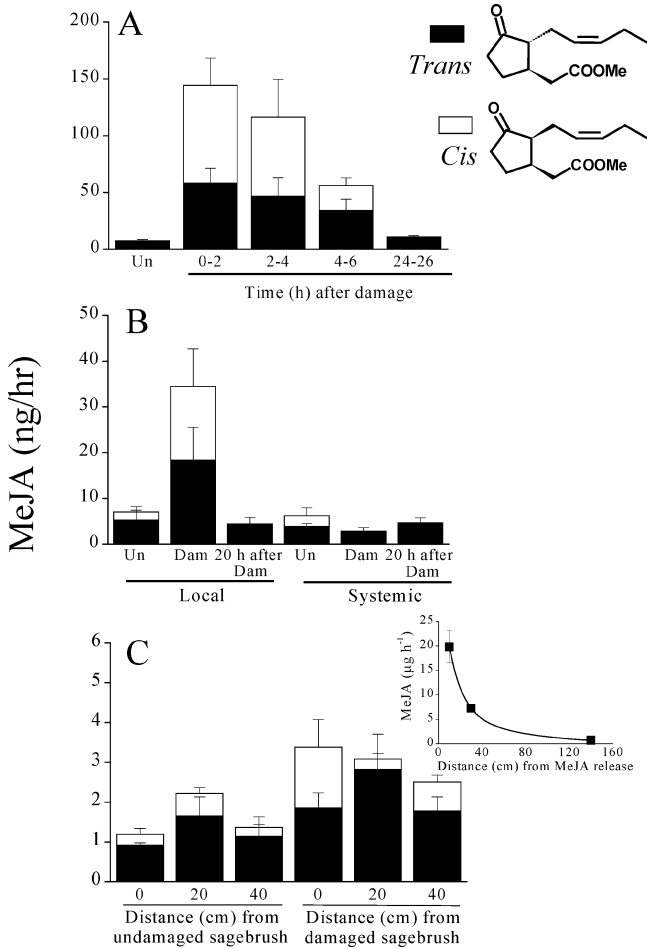 A
200
150
100
50
0
Un
0-2
2-4
4-6
24-26
Time (h) after damage
O
COOMe
Trans
O
COOMe
Cis
MeJA (ng/hr)
B
50
40
30
20
10
0
Un
Dam
20 h after
Dam
Un
Dam
20 h after
Dam
Local
Systemic
C
6
5
4
3
2
1
0
0
20
40
0
20
40
Distance (cm) from
undamaged sagebrush
Distance (cm) from
damaged sagebrush
MeJA (µg h⁻¹)
25
20
15
10
5
0
0
40
80
120
160
Distance (cm) from MeJA release